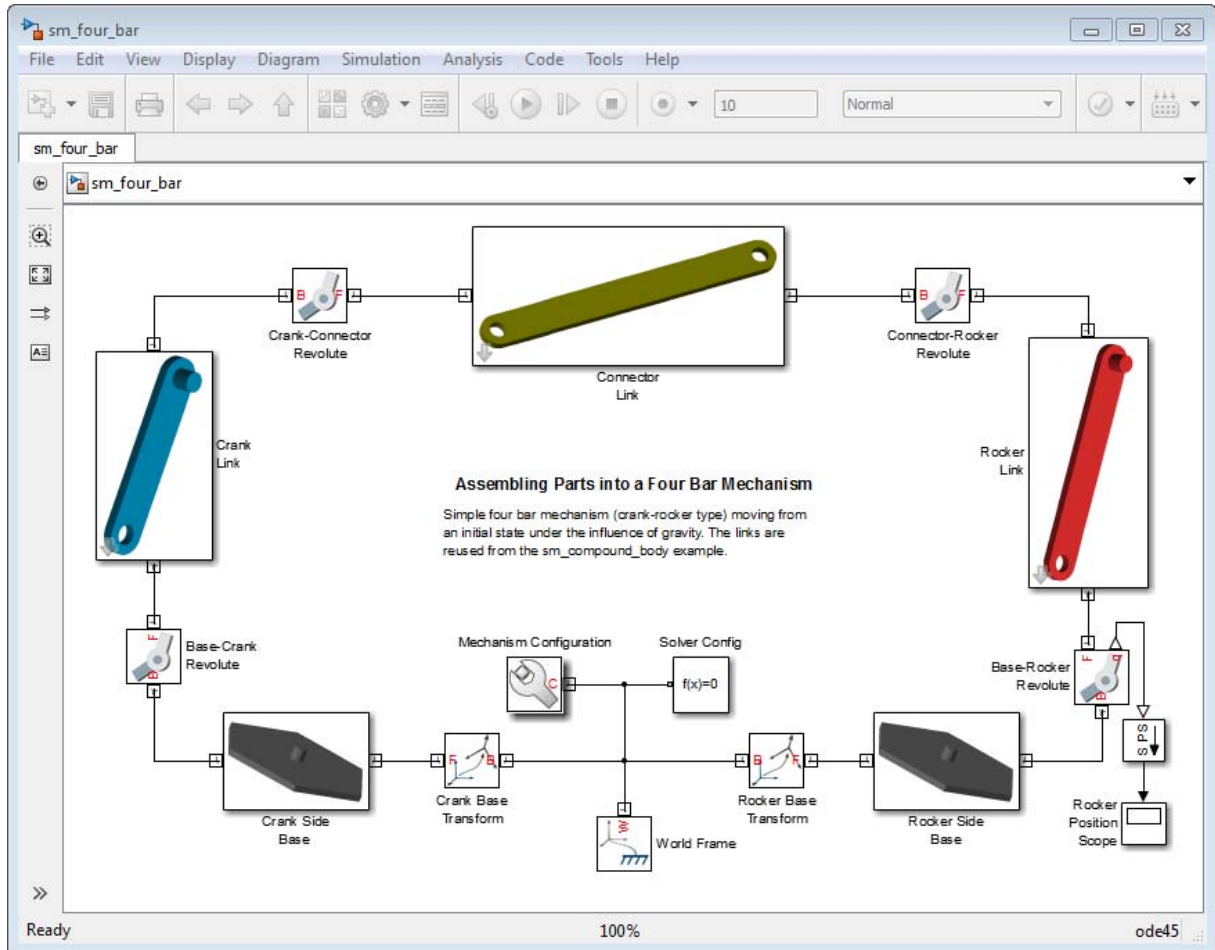 sm_four_bar
File Edit View Display Diagram Simulation Analysis Code Tools Help
10 Normal
sm_four_bar
sm_four_bar
B F
Crank-Connector
Revolute
Connector
Link
B F
Connector-Rocker
Revolute
Crank
Link
Rocker
Link
Assembling Parts into a Four Bar Mechanism
Simple four bar mechanism (crank-rocker type) moving from
an initial state under the influence of gravity. The links are
reused from the sm_compound_body example.
F
B
Base-Crank
Revolute
Mechanism Configuration
C
Solver Config
f(x)=0
F q
B
Base-Rocker
Revolute
S PS
Crank Side
Base
F B
Crank Base
Transform
W
World Frame
B F
Rocker Base
Transform
Rocker Side
Base
Rocker
Position
Scope
Ready 100% ode45